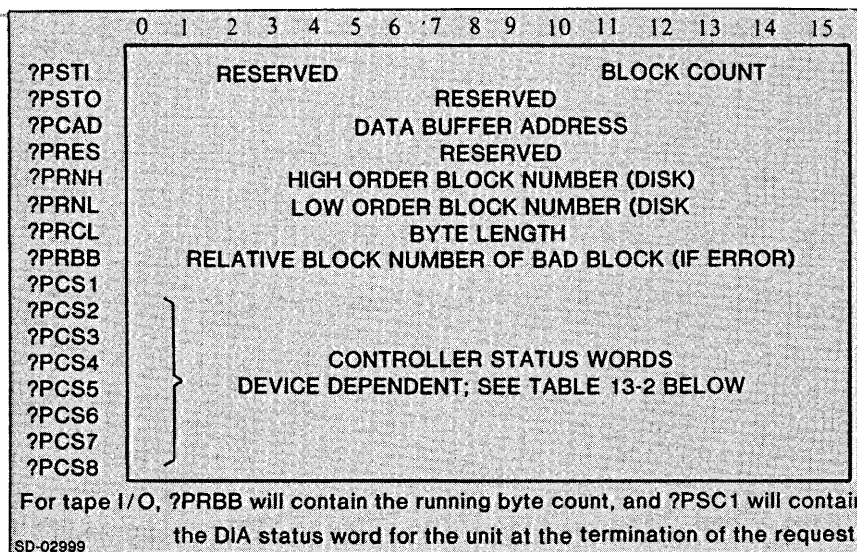 0 1 2 3 4 5 6 7 8 9 10 11 12 13 14 15
?PSTI RESERVED BLOCK COUNT
?PSTO RESERVED
?PCAD DATA BUFFER ADDRESS
?PRES RESERVED
?PRNH HIGH ORDER BLOCK NUMBER (DISK)
?PRNL LOW ORDER BLOCK NUMBER (DISK
?PRCL BYTE LENGTH
?PRBB RELATIVE BLOCK NUMBER OF BAD BLOCK (IF ERROR)
?PCS1
?PCS2
?PCS3
?PCS4 CONTROLLER STATUS WORDS
?PCS5 DEVICE DEPENDENT; SEE TABLE 13-2 BELOW
?PCS6
?PCS7
?PCS8
For tape I/O, ?PRBB will contain the running byte count, and ?PSC1 will contain
the DIA status word for the unit at the termination of the request
SD-02999